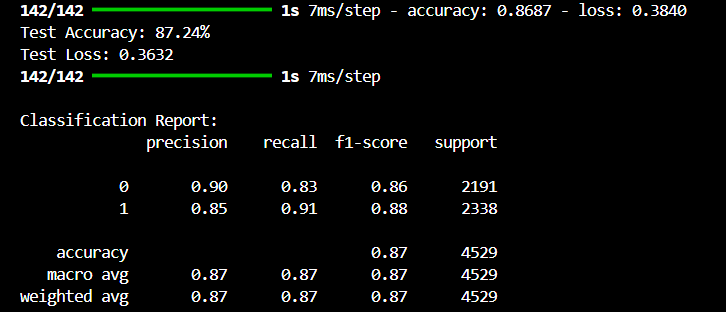 142/142 ━━━━━━━━━━━━━━━━━━━━ 1s 7ms/step - accuracy: 0.8687 - loss: 0.3840
Test Accuracy: 87.24%
Test Loss: 0.3632
142/142 ━━━━━━━━━━━━━━━━━━━━ 1s 7ms/step
Classification Report:
precision recall f1-score support
0 0.90 0.83 0.86 2191
1 0.85 0.91 0.88 2338
accuracy 0.87 4529
macro avg 0.87 0.87 0.87 4529
weighted avg 0.87 0.87 0.87 4529